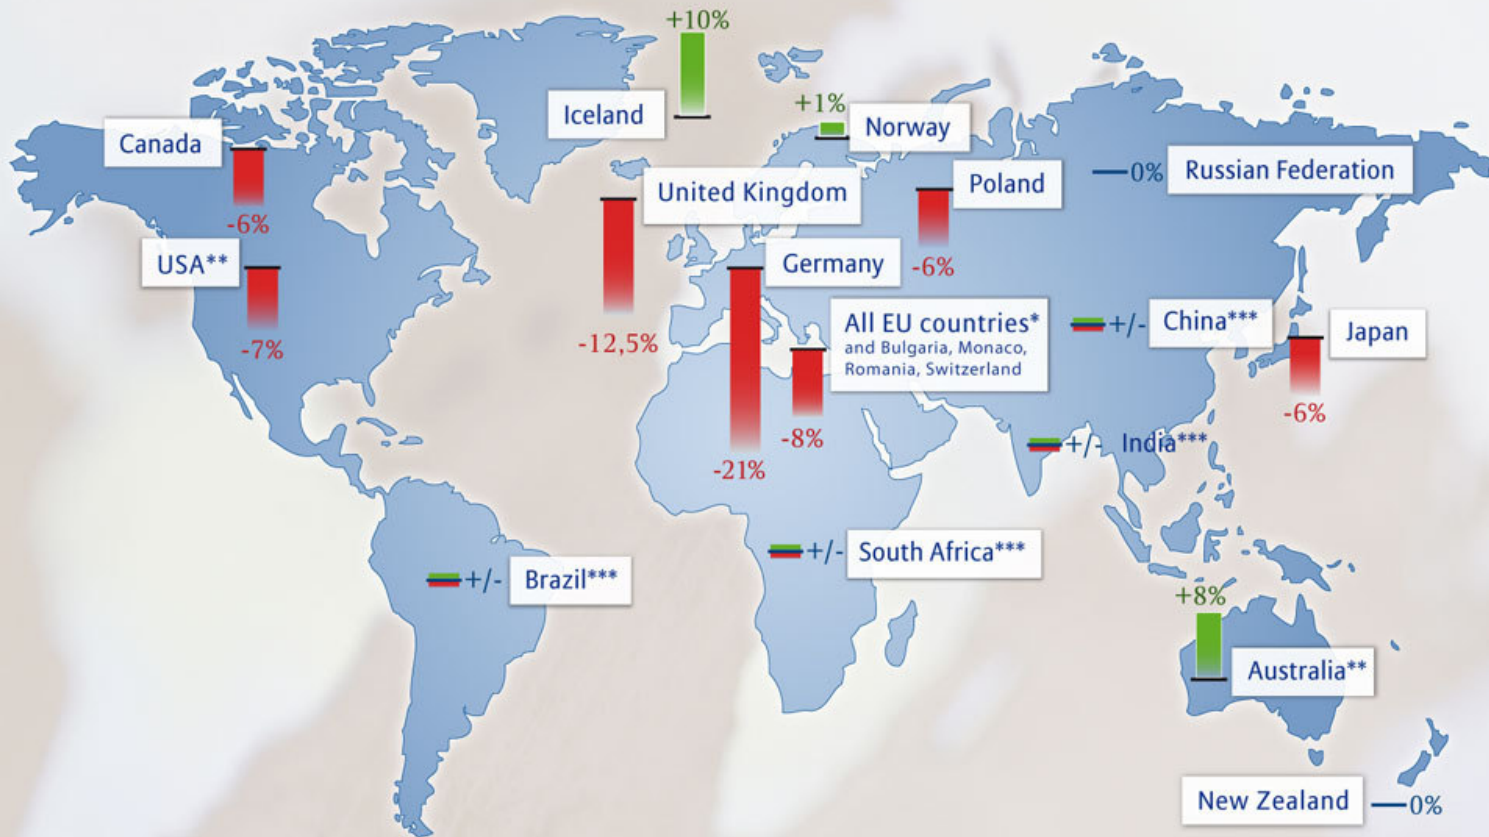 +10%
Iceland
+1%
Norway
Canada
-6%
United Kingdom
-12,5%
Poland
-6%
0%
Russian Federation
USA**
-7%
Germany
-21%
All EU countries*
and Bulgaria, Monaco,
Romania, Switzerland
-8%
+/-
China***
Japan
-6%
+/-
India***
+/-
South Africa***
+/-
Brazil***
+8%
Australia**
New Zealand
0%